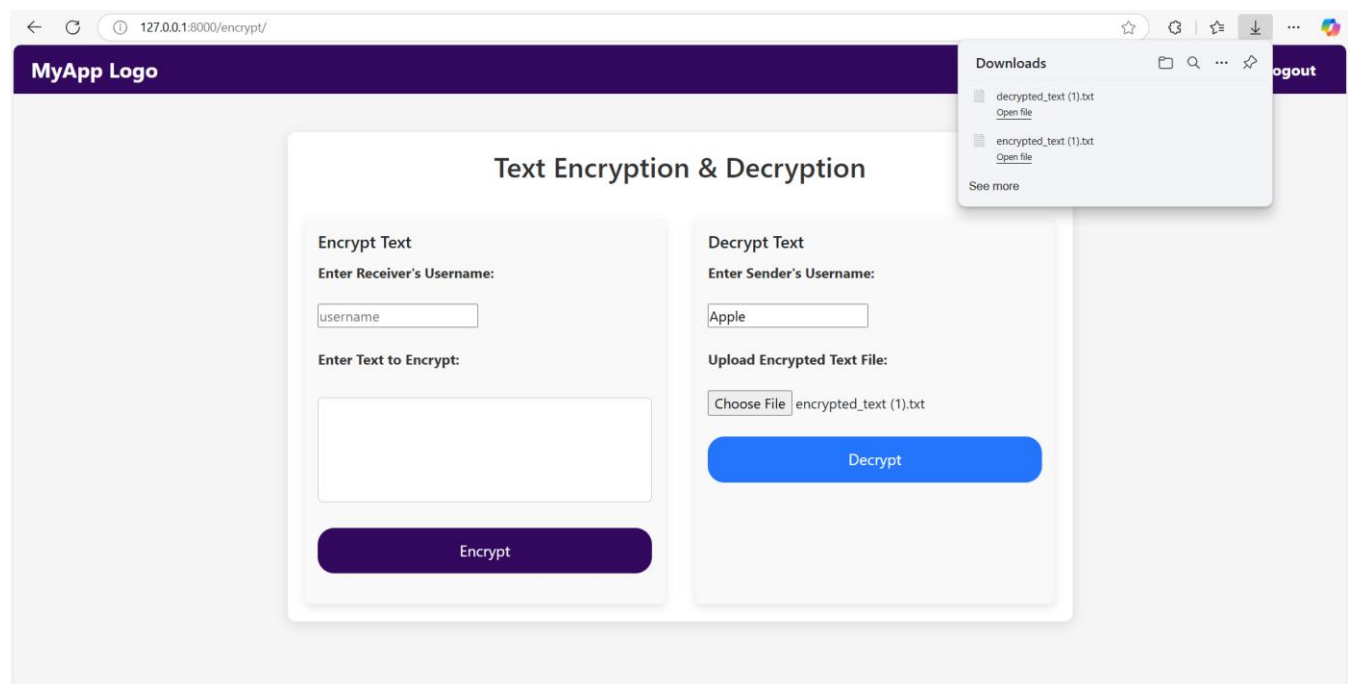 127.0.0.1:8000/encrypt/
MyApp Logo
ogout
Downloads
decrypted_text (1).txt
Open file
encrypted_text (1).txt
Open file
See more
Text Encryption & Decryption
Encrypt Text
Enter Receiver's Username:
username
Enter Text to Encrypt:
Encrypt
Decrypt Text
Enter Sender's Username:
Apple
Upload Encrypted Text File:
Choose File encrypted_text (1).txt
Decrypt